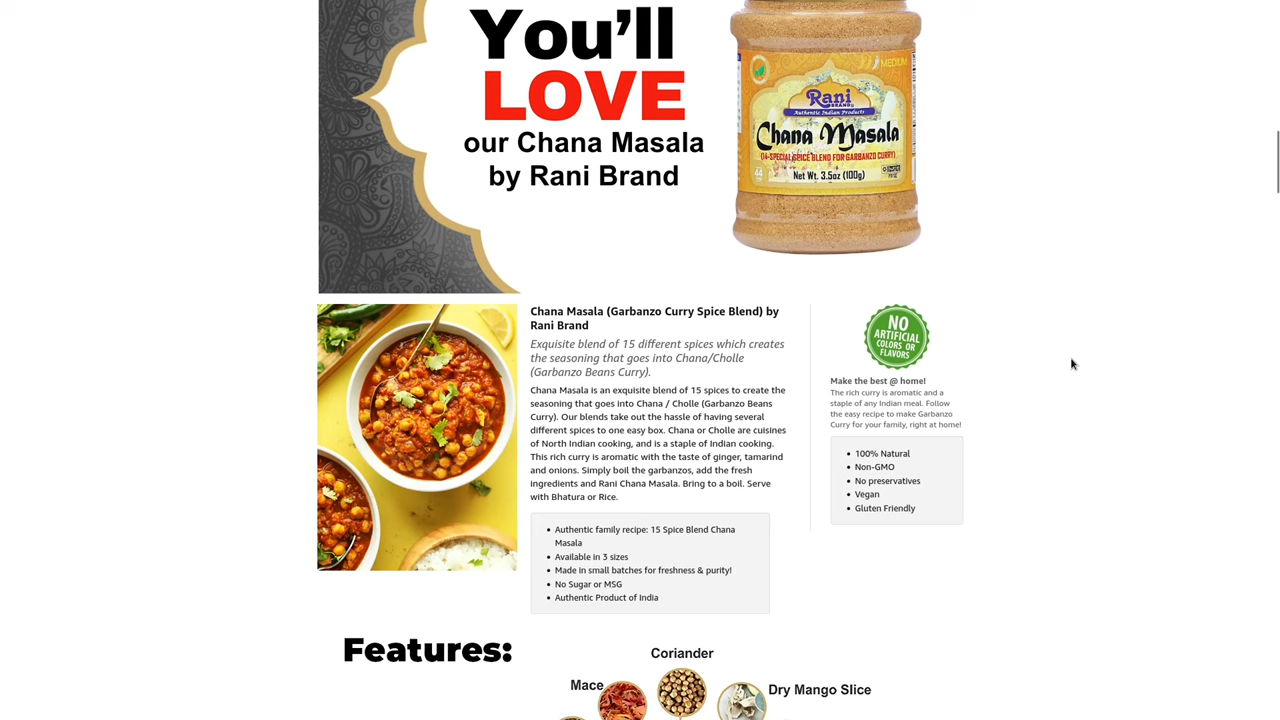 You'll
LOVE
our Chana Masala
by Rani Brand
MEDIUM
Rani
BRAND
Authentic Indian Products
Chana Masala
(14-SPECIAL SPICE BLEND FOR GARBANZO CURRY)
44
Net Wt. 3.5oz (100g)
Chana Masala (Garbanzo Curry Spice Blend) by
Rani Brand
Exquisite blend of 15 different spices which creates
the seasoning that goes into Chana/Cholle
(Garbanzo Beans Curry).
Chana Masala is an exquisite blend of 15 spices to create the
seasoning that goes into Chana / Cholle (Garbanzo Beans
Curry). Our blends take out the hassle of having several
different spices to one easy box. Chana or Cholle are cuisines
of North Indian cooking, and is a staple of Indian cooking.
This rich curry is aromatic with the taste of ginger, tamarind
and onions. Simply boil the garbanzos, add the fresh
ingredients and Rani Chana Masala. Bring to a boil. Serve
with Bhatura or Rice.
• Authentic family recipe: 15 Spice Blend Chana
Masala
• Available in 3 sizes
• Made in small batches for freshness & purity!
• No Sugar or MSG
• Authentic Product of India
NO
ARTIFICIAL
COLORS OR
FLAVORS
Make the best @ home!
The rich curry is aromatic and a
staple of any Indian meal. Follow
the easy recipe to make Garbanzo
Curry for your family, right at home!
• 100% Natural
• Non-GMO
• No preservatives
• Vegan
• Gluten Friendly
Features:
Coriander
Mace
Dry Mango Slice